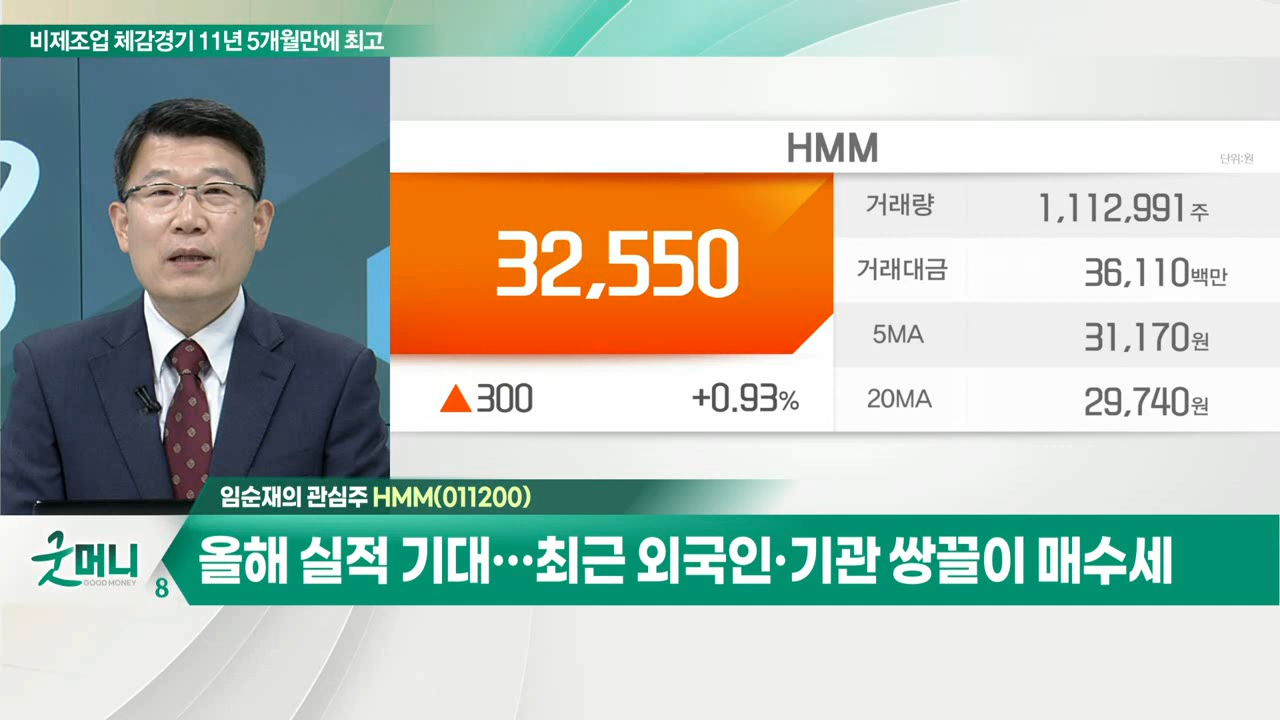 비제조업 체감경기 11년 5개월만에 최고
HMM
단위:원
32,550
▲300 +0.93%
거래량 1,112,991주
거래대금 36,110백만
5MA 31,170원
20MA 29,740원
임순재의 관심주 HMM(011200)
굿머니
GOOD MONEY
8
올해 실적 기대…최근 외국인·기관 쌍끌이 매수세